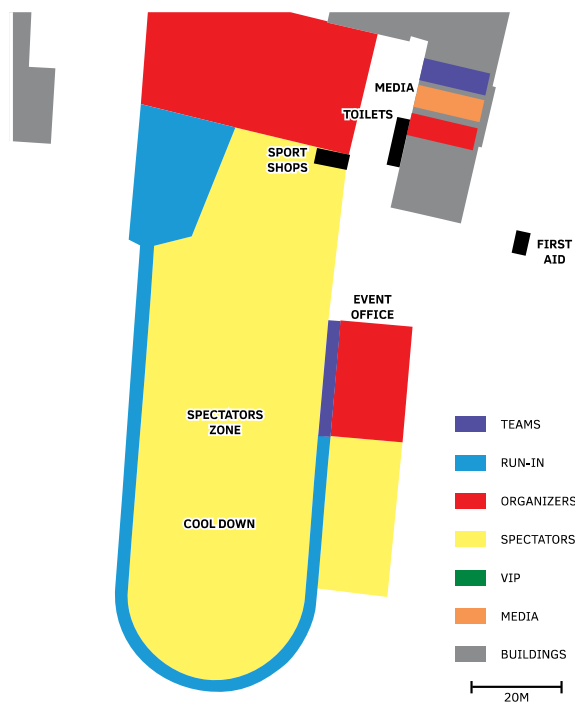 MEDIA
TOILETS
SPORT
SHOPS
FIRST
AID
EVENT
OFFICE
SPECTATORS
ZONE
COOL DOWN
TEAMS
RUN-IN
ORGANIZERS
SPECTATORS
VIP
MEDIA
BUILDINGS
20M